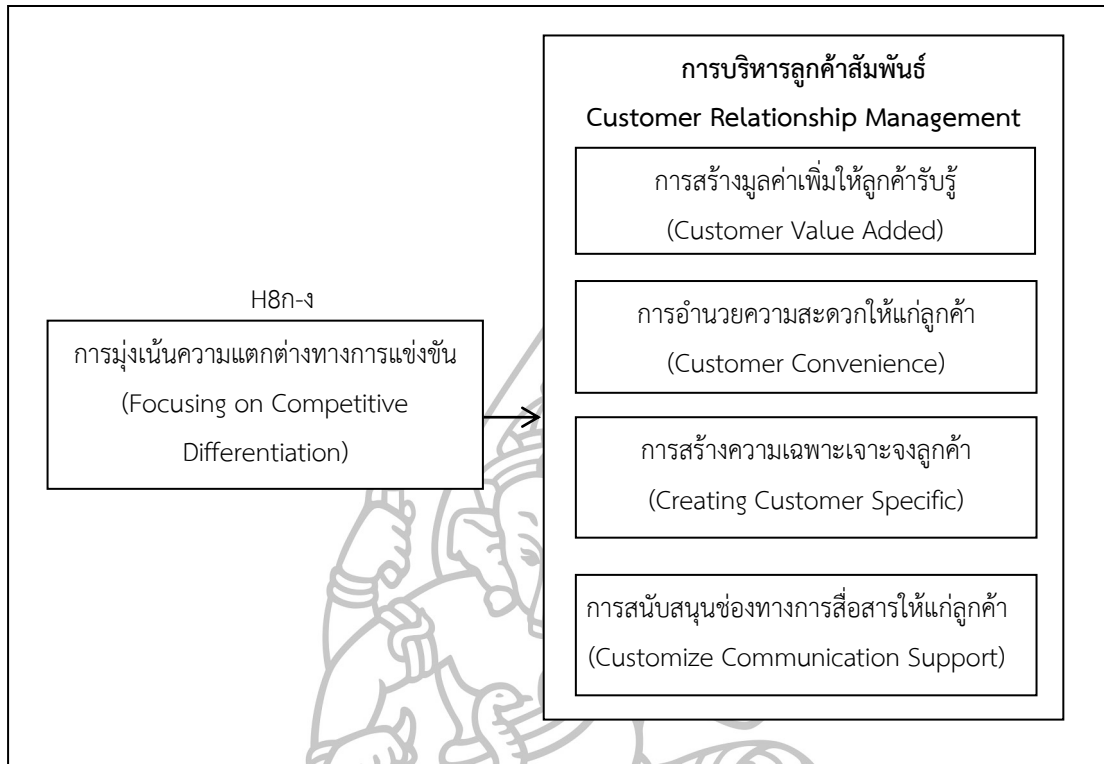 การบริหารลูกค้าสัมพันธ์
Customer Relationship Management
การสร้างมูลค่าเพิ่มให้ลูกค้ารับรู้
(Customer Value Added)
H8ก-ง
การมุ่งเน้นความแตกต่างทางการแข่งขัน
(Focusing on Competitive
Differentiation)
การอำนวยความสะดวกให้แก่ลูกค้า
(Customer Convenience)
การสร้างความเฉพาะเจาะจงลูกค้า
(Creating Customer Specific)
การสนับสนุนช่องทางการสื่อสารให้แก่ลูกค้า
(Customize Communication Support)